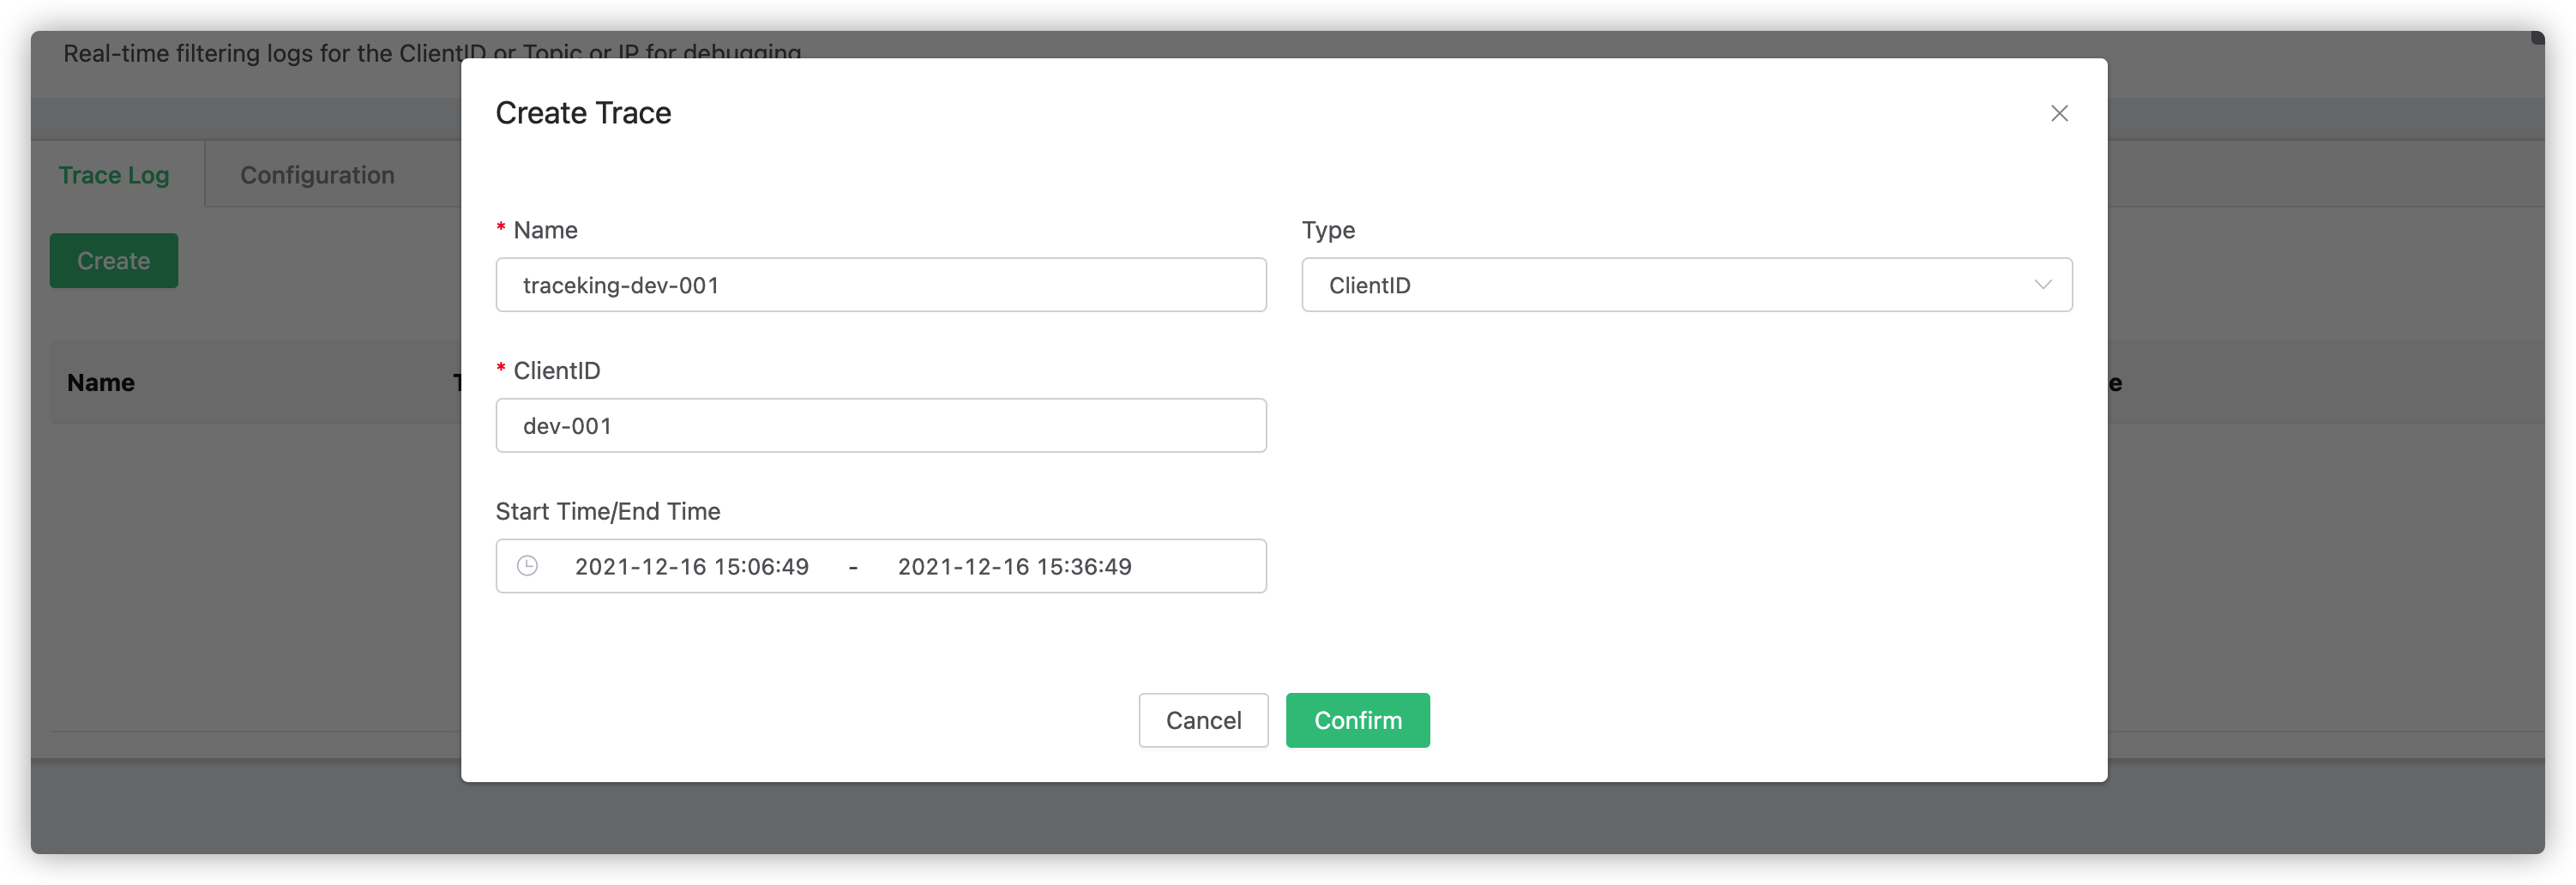 Real-time filtering logs for the ClientID or Topic or IP for debugging
Create Trace
Trace Log
Configuration
* Name
Type
Create
traceking-dev-001
ClientID
* ClientID
Name
dev-001
Start Time/End Time
2021-12-16 15:06:49 - 2021-12-16 15:36:49
Cancel
Confirm